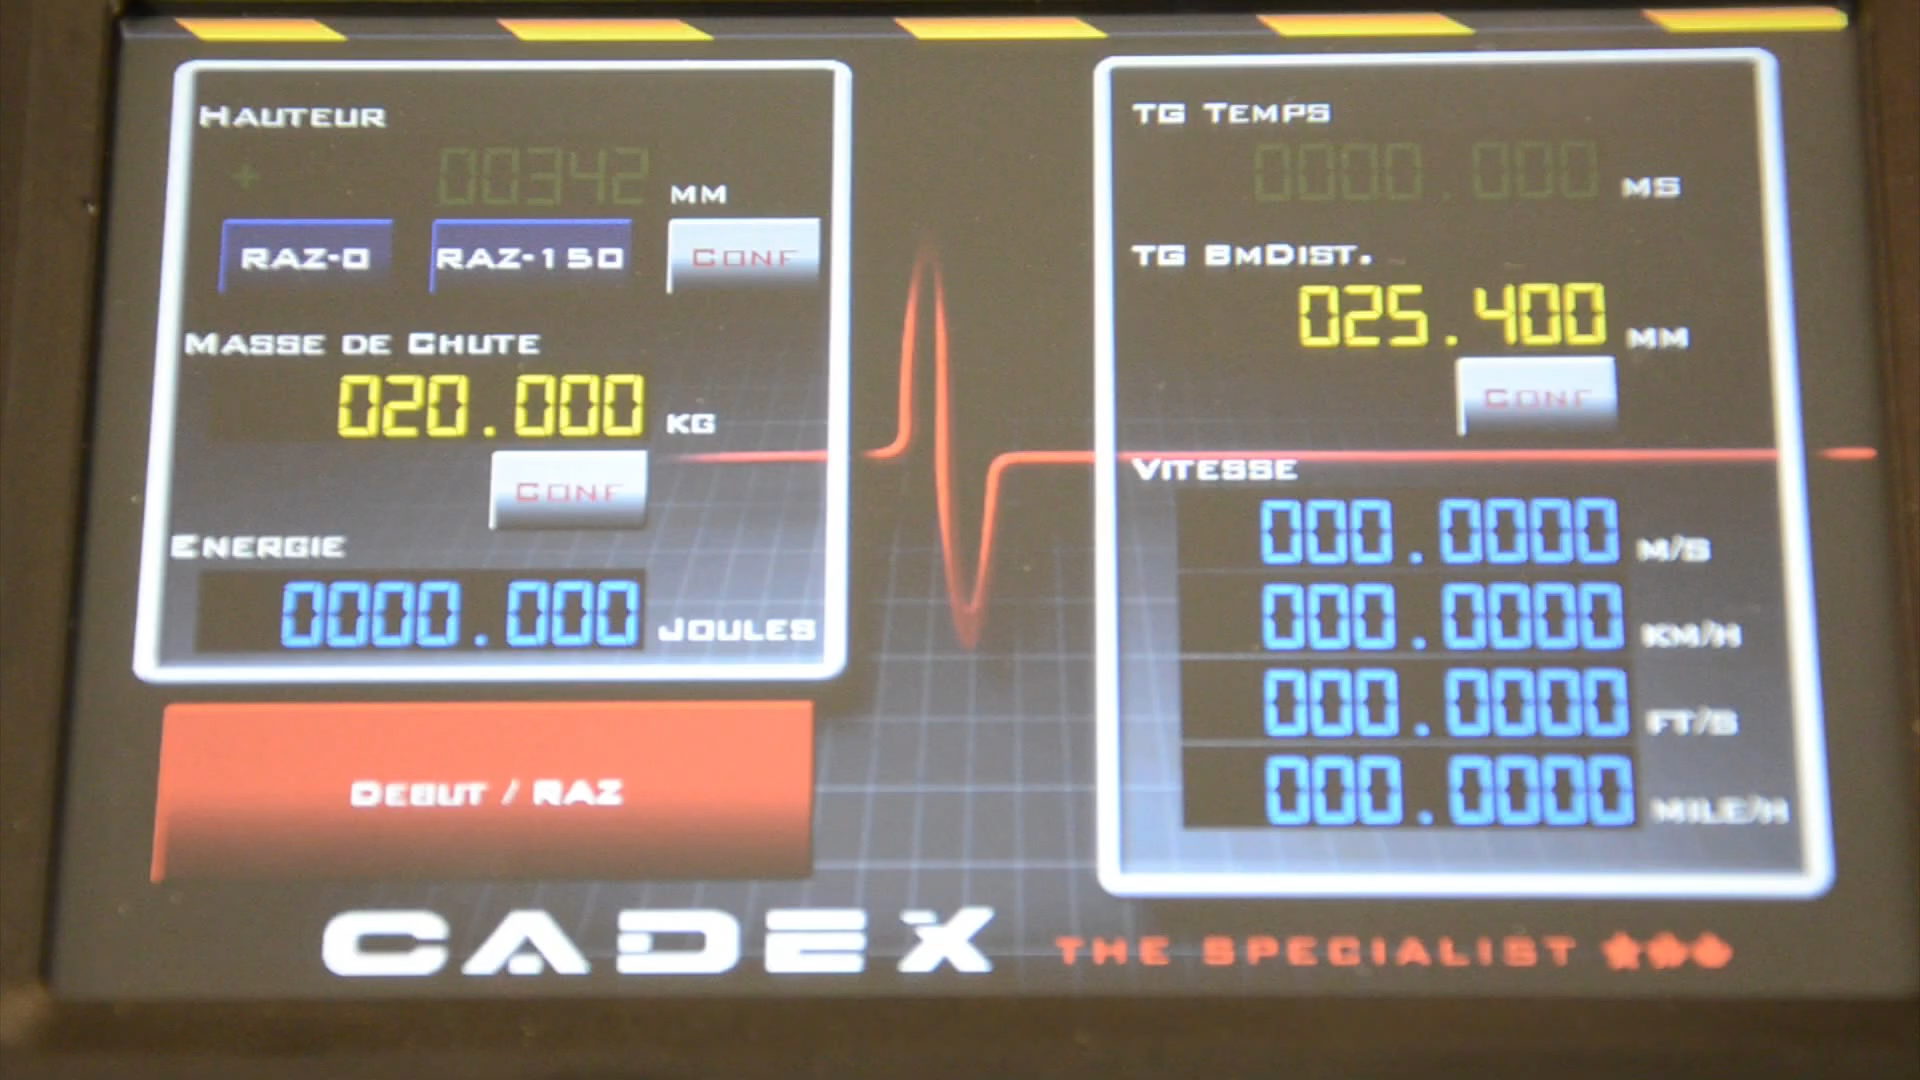 HAUTEUR
+ 00342 MM
RAZ-0 RAZ-150 CONF
MASSE DE CHUTE
020.000 KG
CONF
ENERGIE
0000.000 JOULES
DEBUT / RAZ
TG TEMPS
0000.000 MS
TG BMDIST.
025.400 MM
CONF
VITESSE
000.0000 M/S
000.0000 KM/H
000.0000 FT/S
000.0000 MILE/H
CADEX THE SPECIALIST